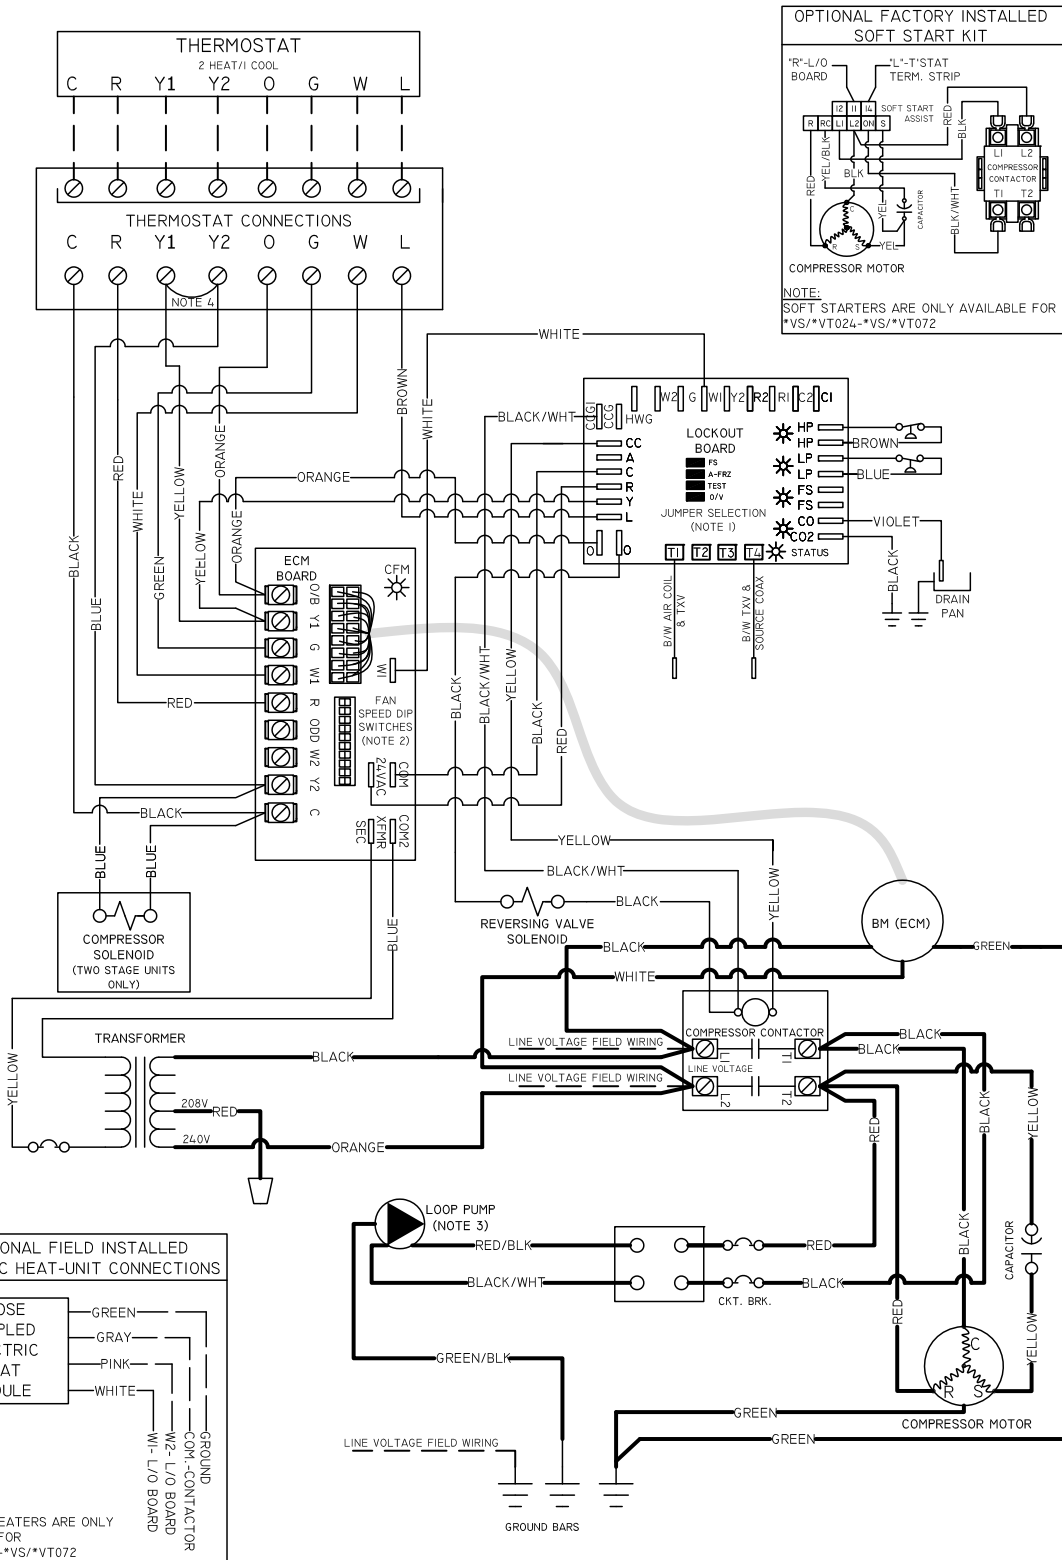 OPTIONAL FACTORY INSTALLED
SOFT START KIT
"R"-L/O
BOARD
"L"-T'STAT
TERM. STRIP
I2 I1 I4
SOFT START
ASSIST
R RC L1 L2 ON S
RED
YEL/BLK
BLK
YEL
YEL
CAPACITOR
RED
BLK
BLK/WHT
L1 L2
COMPRESSOR
CONTACTOR
T1 T2
C
R S
COMPRESSOR MOTOR
NOTE:
SOFT STARTERS ARE ONLY AVAILABLE FOR
*VS/*VT024-*VS/*VT072
THERMOSTAT
2 HEAT/1 COOL
C R Y1 Y2 O G W L
THERMOSTAT CONNECTIONS
C R Y1 Y2 O G W L
NOTE 4
WHITE
BLACK
BLUE
RED
WHITE
YELLOW
GREEN
YELLOW
ORANGE
ORANGE
ORANGE
BROWN
WHITE
BLACK/WHT
CCG1
CCG
HWG
W2 G W1 Y2 R2 R1 C2 C1
CC
A
C
R
Y
L
O O
LOCKOUT
BOARD
FS
A-FRZ
TEST
O/V
JUMPER SELECTION
(NOTE 1)
T1 T2 T3 T4
STATUS
HP
HP
LP
LP
FS
FS
CO
CO2
BROWN
BLUE
VIOLET
BLACK
DRAIN
PAN
B/W AIR COIL
& TXV
B/W TXV &
SOURCE COAX
ECM
BOARD
CFM
O/B
Y1
G
W1
R
ODD
W2
Y2
C
W1
FAN
SPEED DIP
SWITCHES
(NOTE 2)
24VAC
COM
XFMR
SEC
COM2
RED
BLACK
BLACK
BLACK/WHT
YELLOW
BLACK
RED
BLUE
BLUE
COMPRESSOR
SOLENOID
(TWO STAGE UNITS
ONLY)
BLUE
YELLOW
BLACK/WHT
BLACK
REVERSING VALVE
SOLENOID
YELLOW
BM (ECM)
BLACK
GREEN
WHITE
COMPRESSOR CONTACTOR
LINE VOLTAGE FIELD WIRING
LINE VOLTAGE
LINE VOLTAGE FIELD WIRING
L1
T1
L2
T2
BLACK
BLACK
TRANSFORMER
YELLOW
BLACK
208V
RED
240V
ORANGE
RED
BLACK
YELLOW
BLACK
CAPACITOR
YELLOW
RED
LOOP PUMP
(NOTE 3)
RED/BLK
RED
BLACK/WHT
BLACK
CKT. BRK.
GREEN/BLK
C
R S
COMPRESSOR MOTOR
GREEN
GREEN
LINE VOLTAGE FIELD WIRING
GROUND BARS
ONAL FIELD INSTALLED
C HEAT-UNIT CONNECTIONS
OSE
PLED
CTRIC
AT
ULE
GREEN
GRAY
PINK
WHITE
GROUND
COM.-CONTACTOR
W2- L/O BOARD
W1- L/O BOARD
EATERS ARE ONLY
FOR
-*VS/*VT072